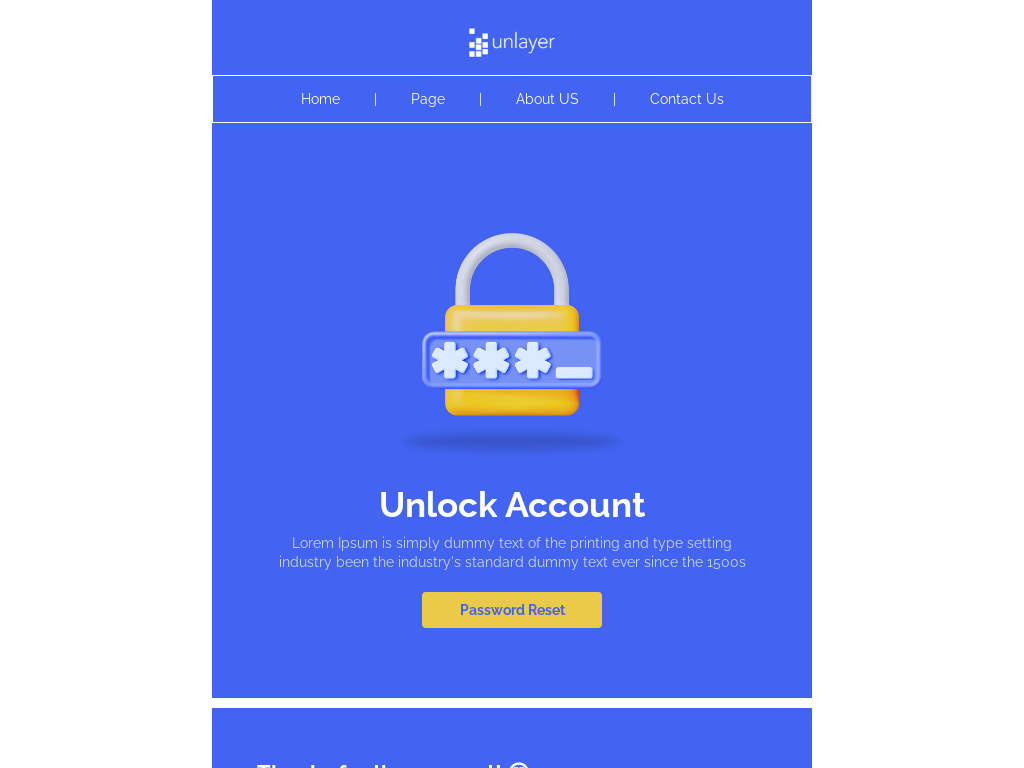 unlayer
Home | Page | About US | Contact Us
***_
Unlock Account
Lorem Ipsum is simply dummy text of the printing and type setting
industry been the industry's standard dummy text ever since the 1500s
Password Reset